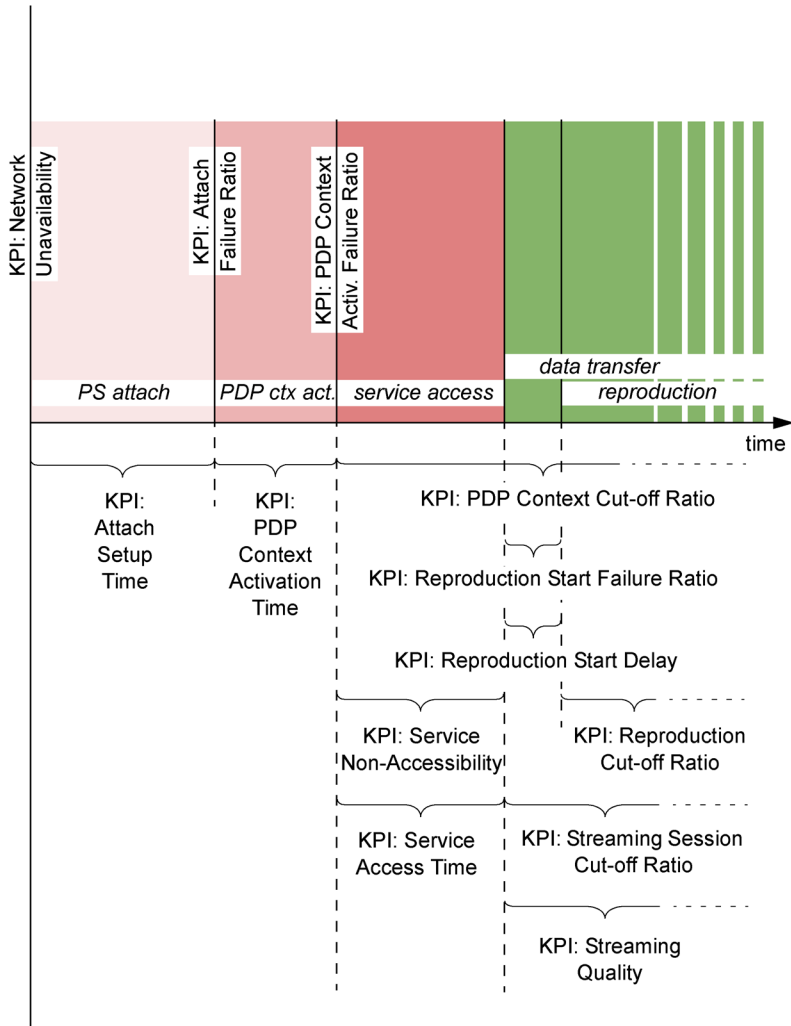 KPI: Network
Unavailability
KPI: Attach
Failure Ratio
KPI: PDP Context
Activ. Failure Ratio
data transfer
PS attach
PDP ctx act.
service access
reproduction
time
KPI:
Attach
Setup
Time
KPI:
PDP
Context
Activation
Time
KPI: PDP Context Cut-off Ratio
KPI: Reproduction Start Failure Ratio
KPI: Reproduction Start Delay
KPI: Service
Non-Accessibility
KPI: Reproduction
Cut-off Ratio
KPI: Service
Access Time
KPI: Streaming Session
Cut-off Ratio
KPI: Streaming
Quality